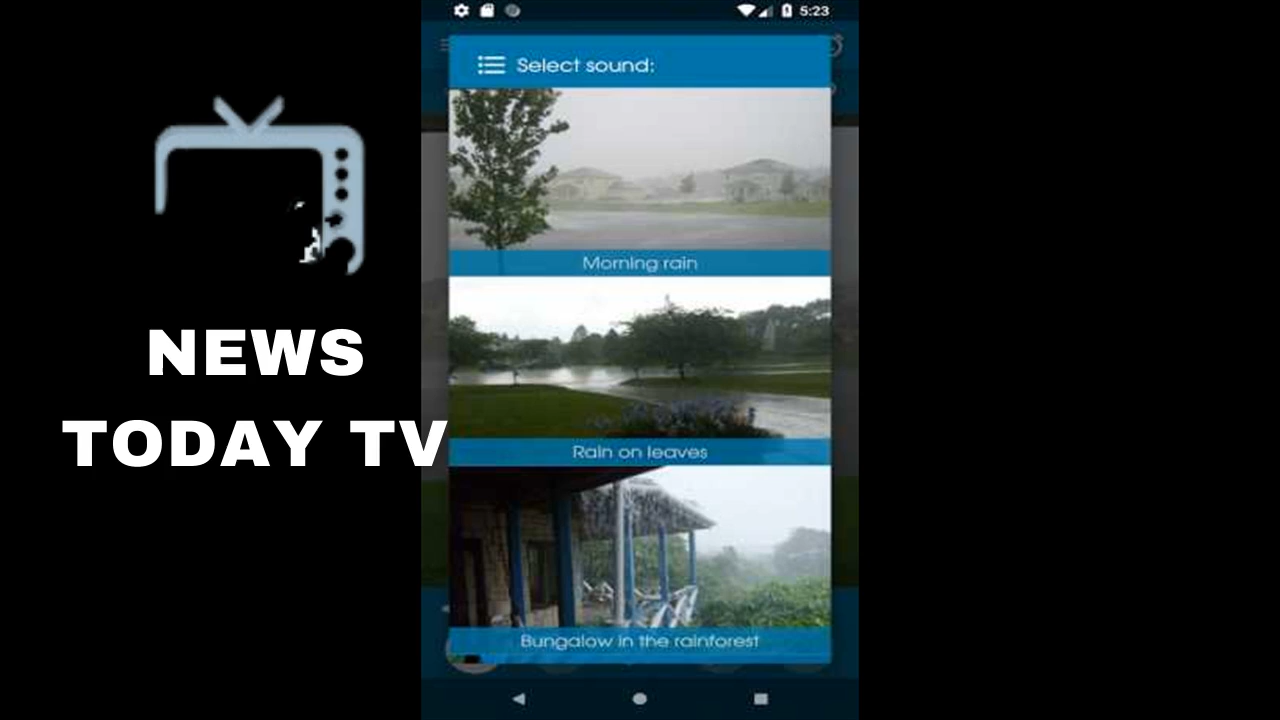 5:23
Select sound:
Morning rain
NEWS
TODAY TV
Rain on leaves
Bungalow in the rainforest